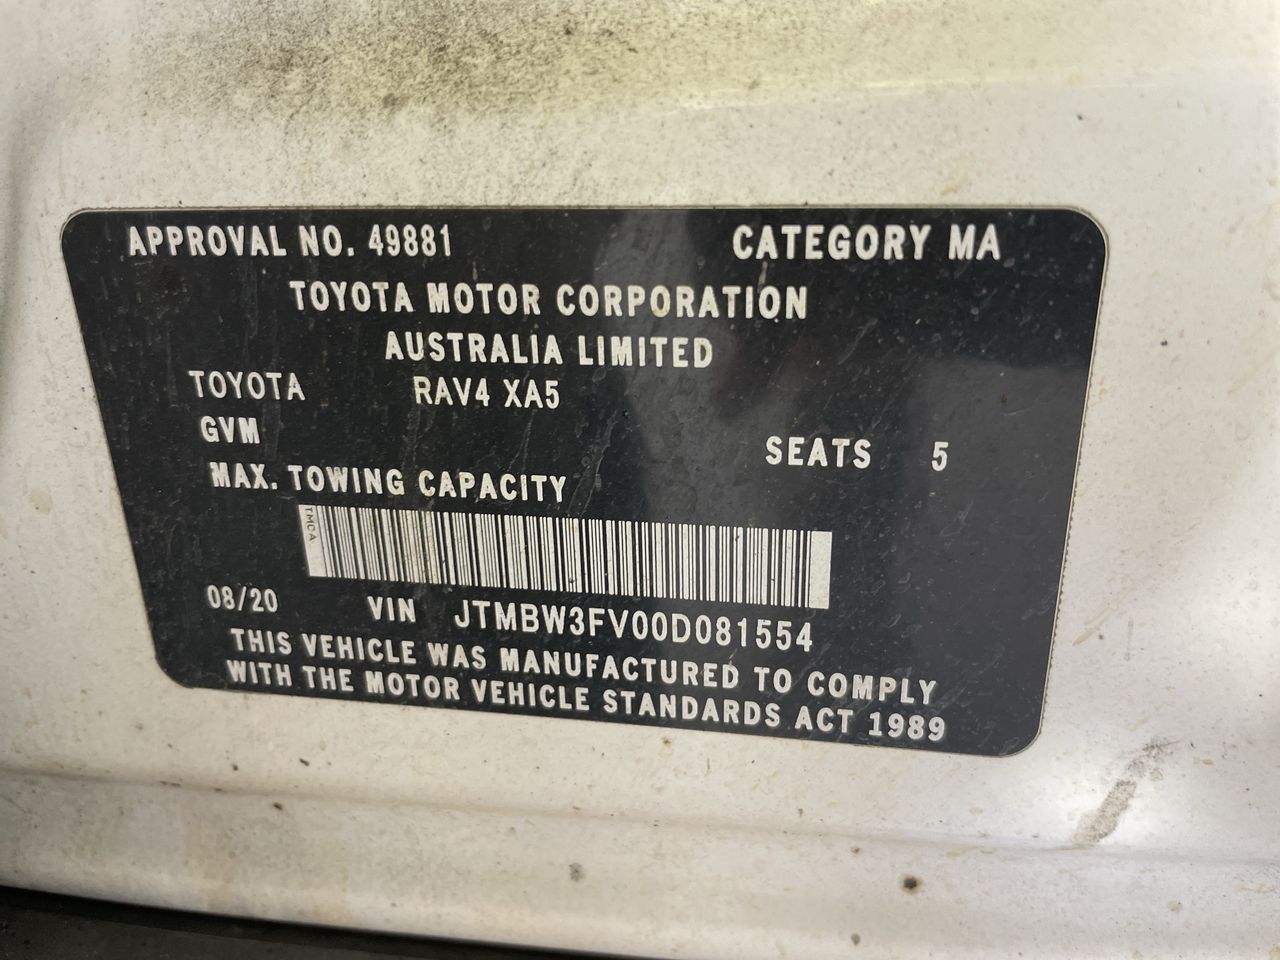 APPROVAL NO. 49881 CATEGORY MA
TOYOTA MOTOR CORPORATION
AUSTRALIA LIMITED
TOYOTA RAV4 XA5
GVM SEATS 5
MAX. TOWING CAPACITY
TMCA
08/20 VIN JTMBW3FV00D081554
THIS VEHICLE WAS MANUFACTURED TO COMPLY
WITH THE MOTOR VEHICLE STANDARDS ACT 1989